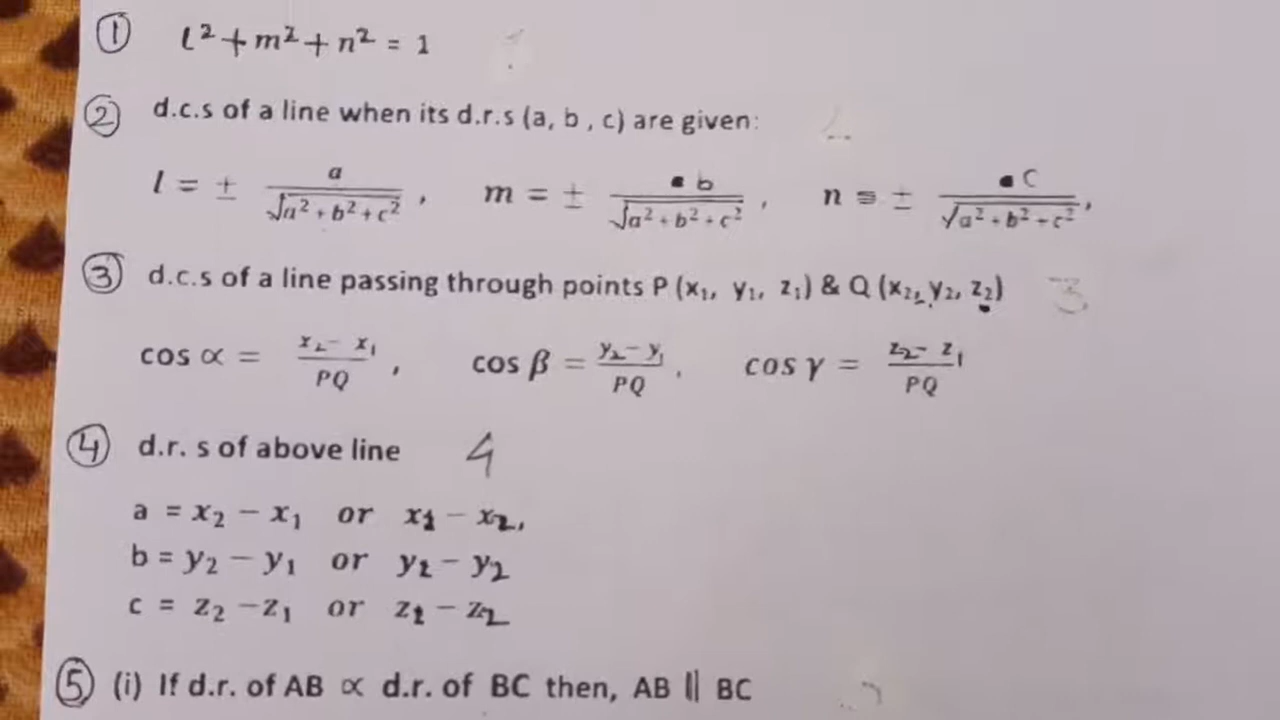 ① l² + m² + n² = 1
② d.c.s of a line when its d.r.s (a, b , c) are given:
l = ± a/√(a² + b² + c²) , m = ± b/√(a² + b² + c²) , n = ± c/√(a² + b² + c²) ,
③ d.c.s of a line passing through points P (x₁, y₁, z₁) & Q (x₂, y₂, z₂) 3
cos α = (x₂ − x₁)/PQ , cos β = (y₂ − y₁)/PQ , cos γ = (z₂ − z₁)/PQ
④ d.r. s of above line 4
a = x₂ − x₁ or x₁ − x₂,
b = y₂ − y₁ or y₁ − y₂
c = z₂ − z₁ or z₁ − z₂
⑤ (i) If d.r. of AB ∝ d.r. of BC then, AB || BC